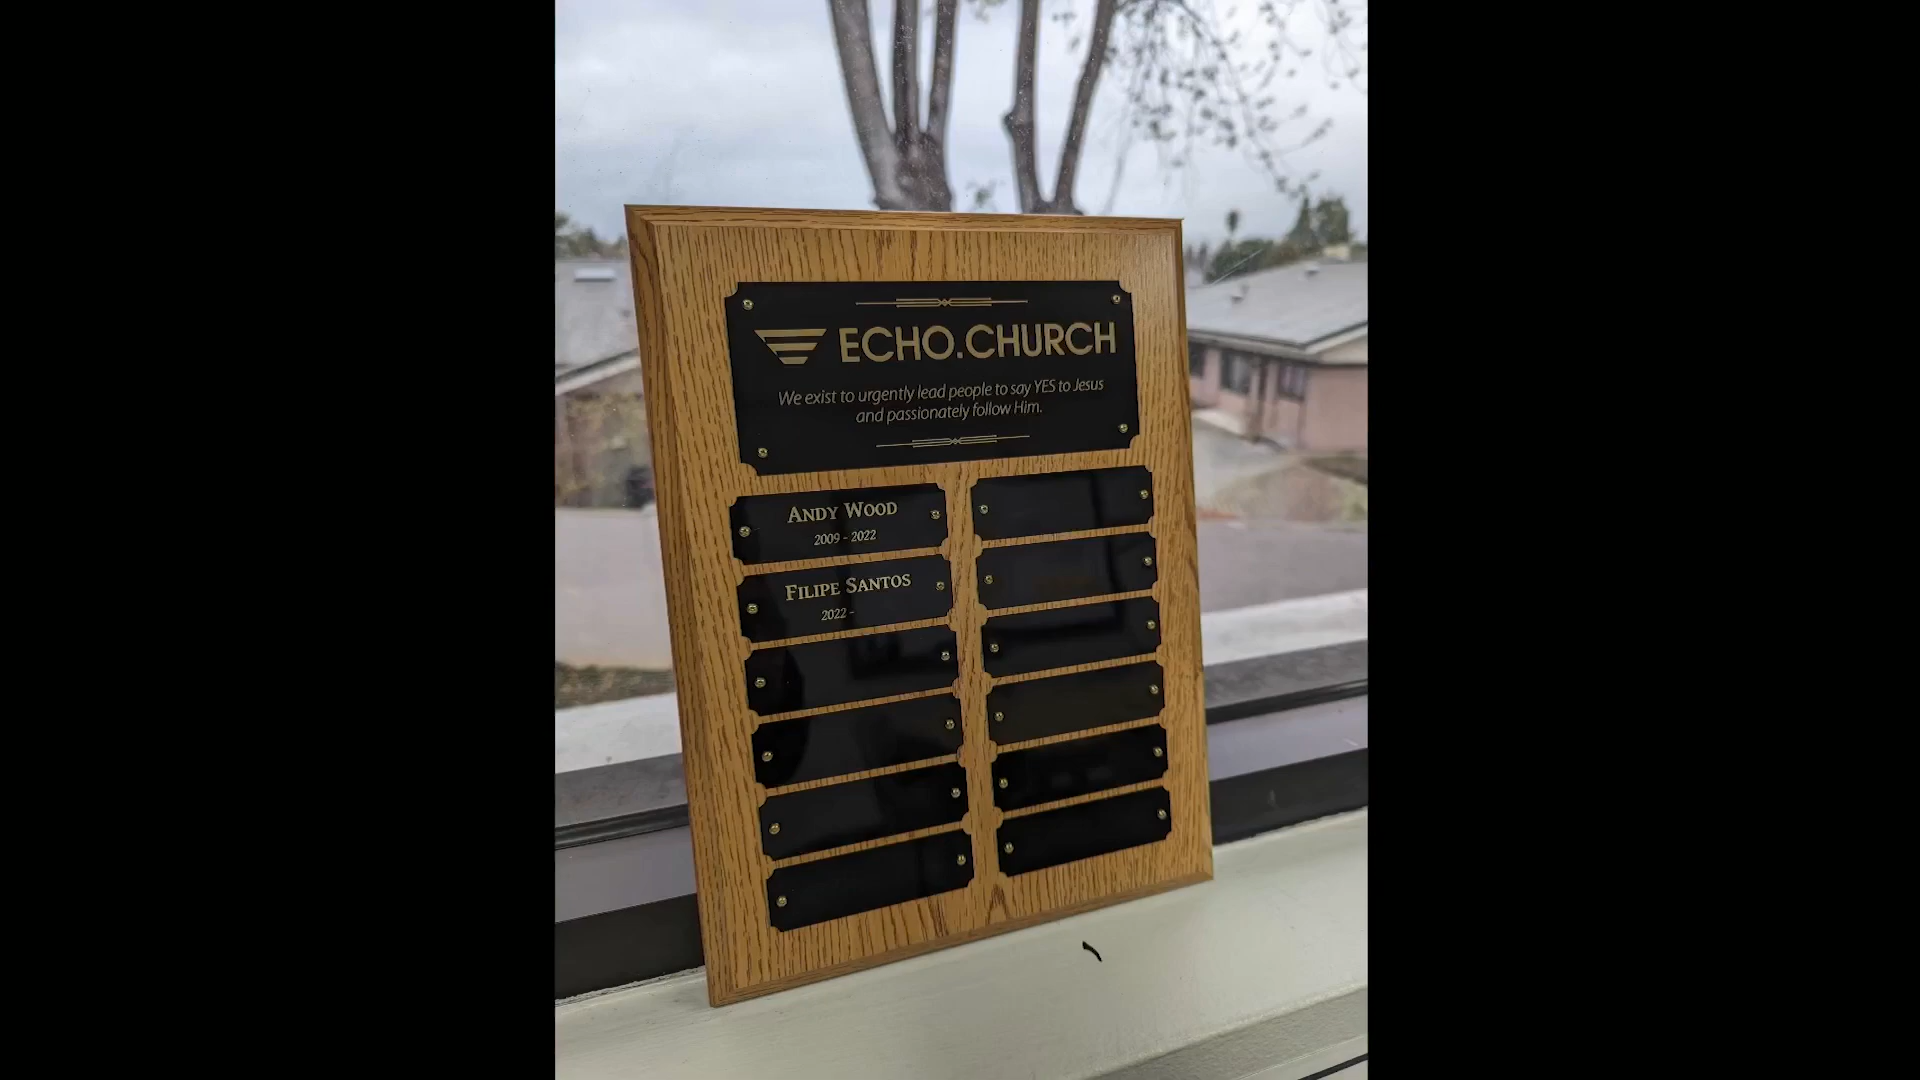 ECHO.CHURCH
We exist to urgently lead people to say YES to Jesus
and passionately follow Him.
ANDY WOOD
2009 - 2022
FILIPE SANTOS
2022 -